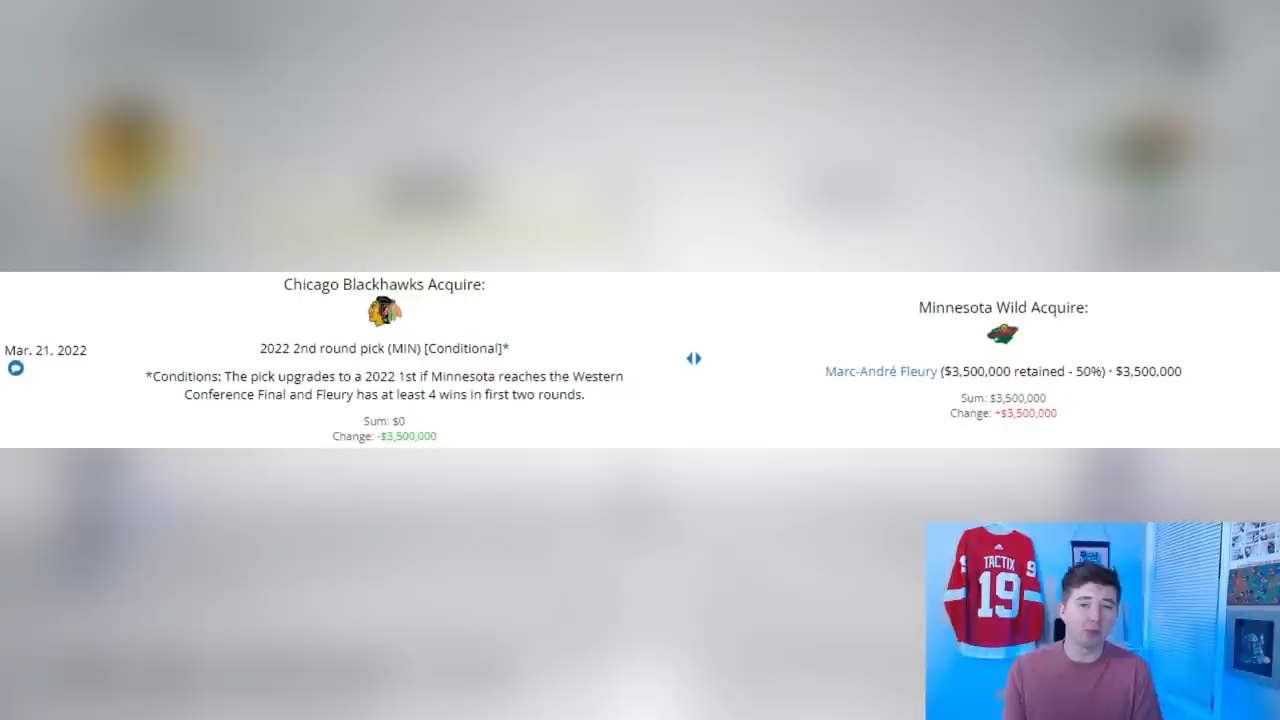 Chicago Blackhawks Acquire:
Minnesota Wild Acquire:
Mar. 21, 2022
2022 2nd round pick (MIN) [Conditional]*
*Conditions: The pick upgrades to a 2022 1st if Minnesota reaches the Western
Conference Final and Fleury has at least 4 wins in first two rounds.
Sum: $0
Change: -$3,500,000
Marc-André Fleury ($3,500,000 retained - 50%) · $3,500,000
Sum: $3,500,000
Change: +$3,500,000
TACTIX
19
9